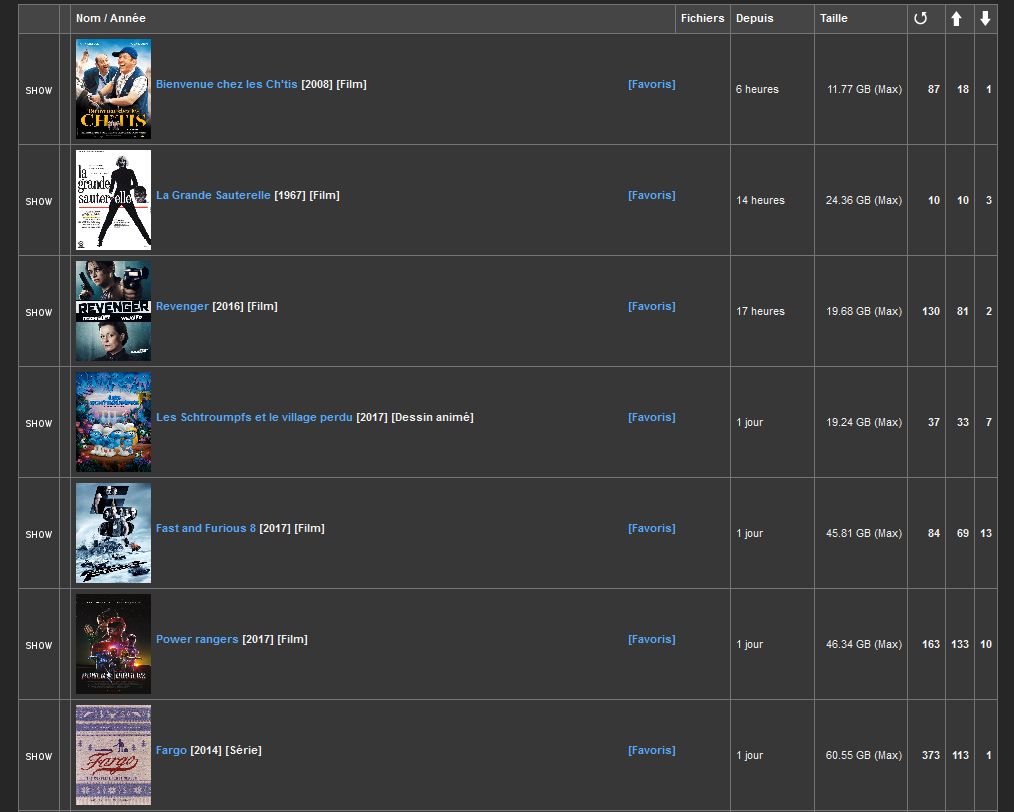 Nom / Année Fichiers Depuis Taille
SHOW Bienvenue chez les Ch'tis [2008] [Film] [Favoris] 6 heures 11.77 GB (Max) 87 18 1
CH'TIS
SHOW La Grande Sauterelle [1967] [Film] [Favoris] 14 heures 24.36 GB (Max) 10 10 3
la
grande
sauterelle
SHOW Revenger [2016] [Film] [Favoris] 17 heures 19.68 GB (Max) 130 81 2
REVENGER
SHOW Les Schtroumpfs et le village perdu [2017] [Dessin animé] [Favoris] 1 jour 19.24 GB (Max) 37 33 7
SHOW Fast and Furious 8 [2017] [Film] [Favoris] 1 jour 45.81 GB (Max) 84 69 13
SHOW Power rangers [2017] [Film] [Favoris] 1 jour 46.34 GB (Max) 163 133 10
POWER RANGERS
SHOW Fargo [2014] [Série] [Favoris] 1 jour 60.55 GB (Max) 373 113 1
Fargo